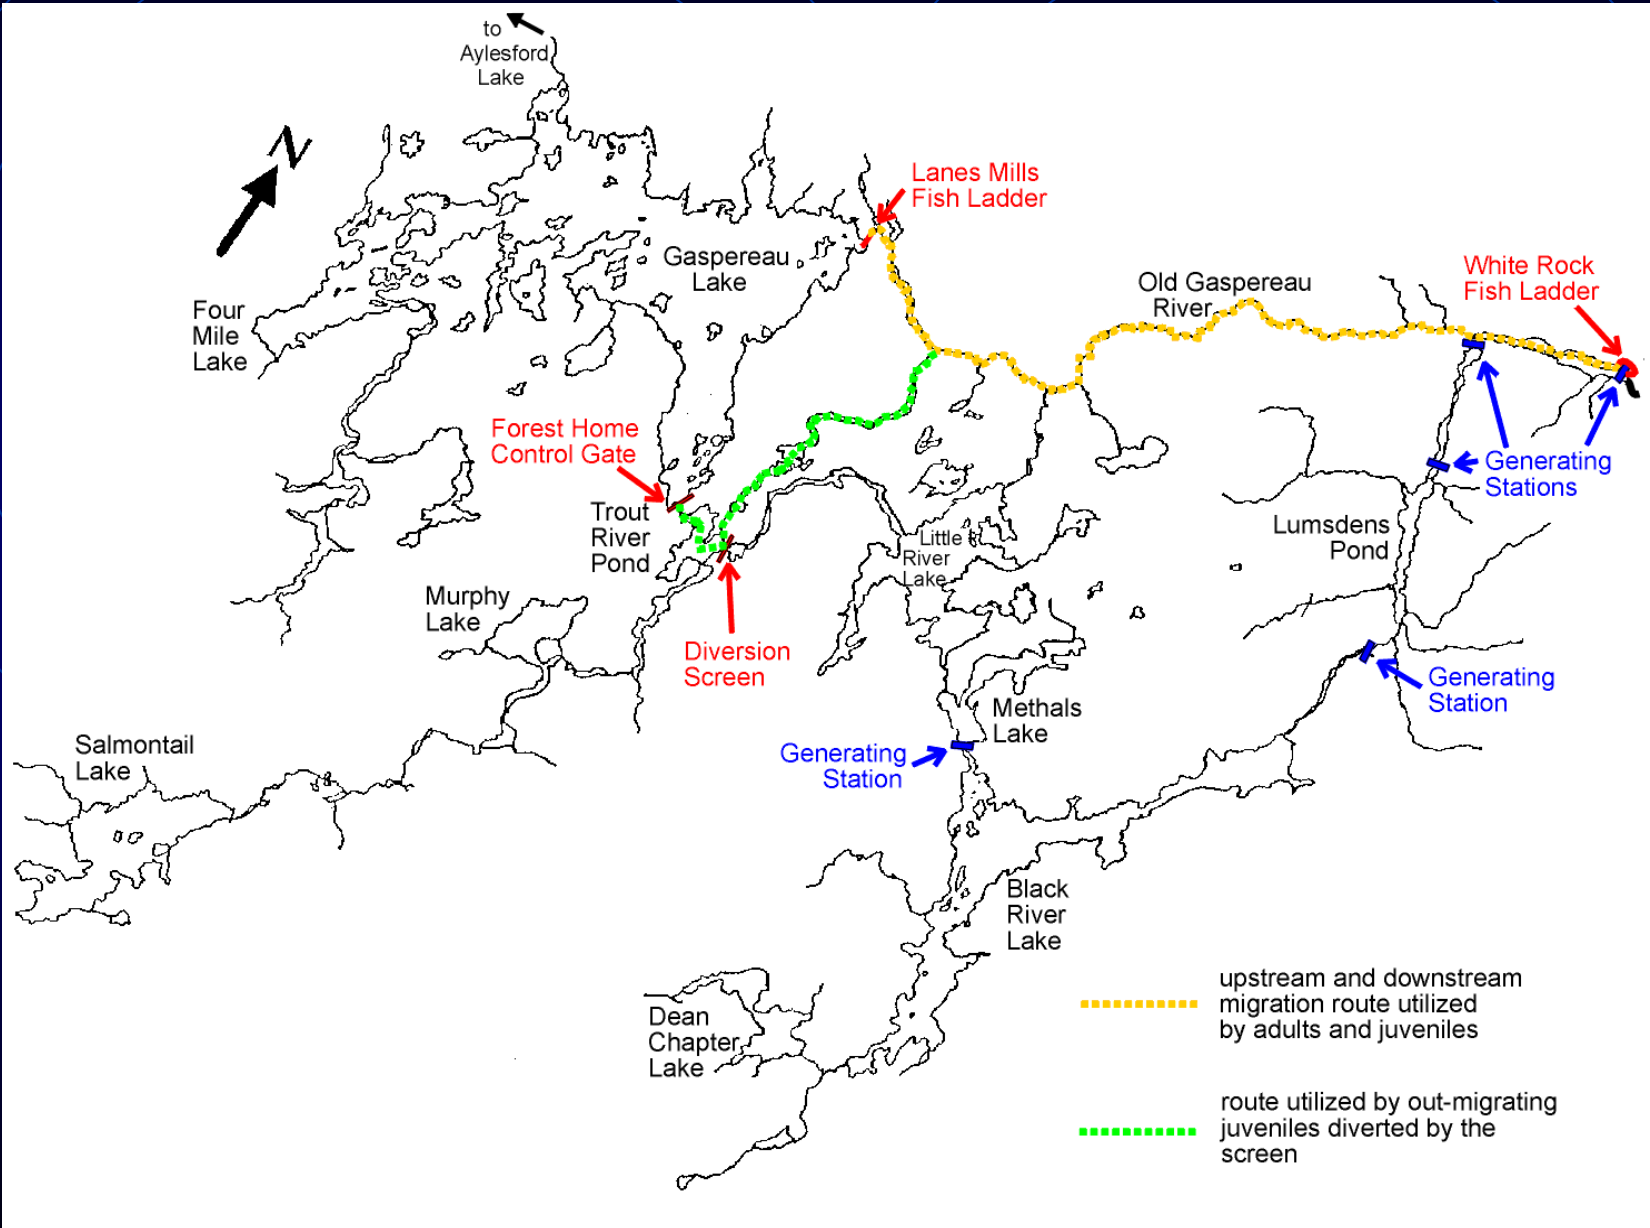 to
Aylesford
Lake
N
Lanes Mills
Fish Ladder
Gaspereau
Lake
Old Gaspereau
River
White Rock
Fish Ladder
Four
Mile
Lake
Forest Home
Control Gate
Generating
Stations
Trout
River
Pond
Lumsdens
Pond
Little
River
Lake
Murphy
Lake
Diversion
Screen
Generating
Station
Methals
Lake
Salmontail
Lake
Generating
Station
Black
River
Lake
upstream and downstream
migration route utilized
by adults and juveniles
Dean
Chapter
Lake
route utilized by out-migrating
juveniles diverted by the
screen